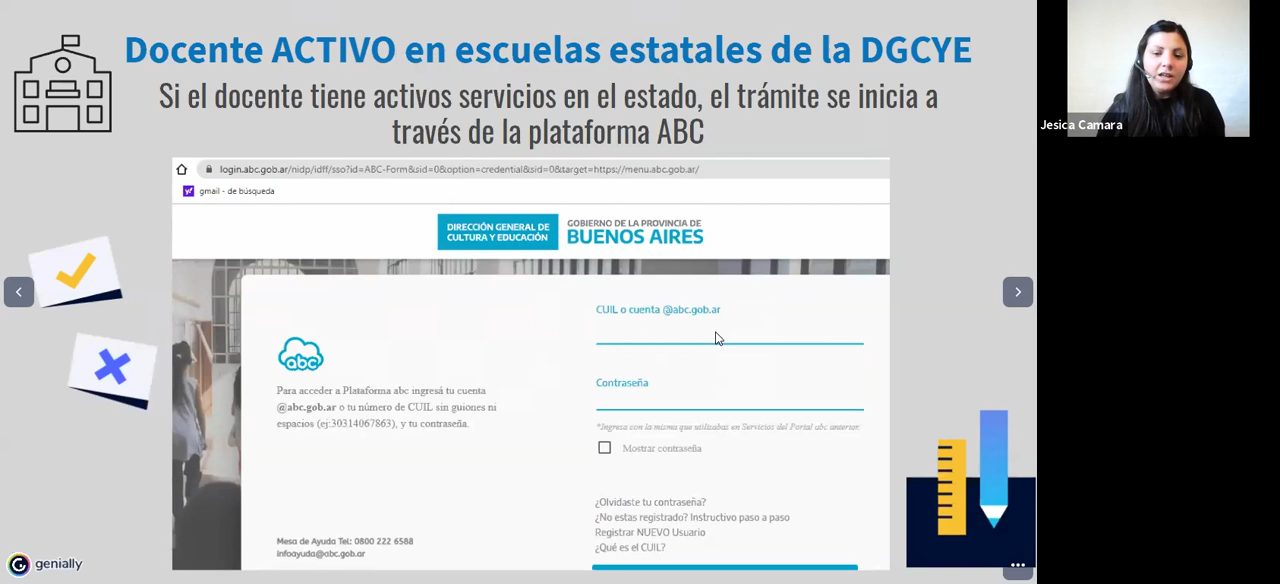 Docente ACTIVO en escuelas estatales de la DGCYE
Si el docente tiene activos servicios en el estado, el trámite se inicia a
través de la plataforma ABC
Jesica Camara
login.abc.gob.ar/nidp/idff/sso?id=ABC-Form&sid=0&option=credential&sid=0&target=https://menu.abc.gob.ar/
gmail - de búsqueda
DIRECCIÓN GENERAL DE
CULTURA Y EDUCACIÓN
GOBIERNO DE LA PROVINCIA DE
BUENOS AIRES
CUIL o cuenta @abc.gob.ar
abc
Para acceder a Plataforma abc ingresá tu cuenta
@abc.gob.ar o tu número de CUIL sin guiones ni
espacios (ej:30314067863), y tu contraseña.
Contraseña
*Ingresa con la misma que utilizabas en Servicios del Portal abc anterior.
Mostrar contraseña
¿Olvidaste tu contraseña?
¿No estas registrado? Instructivo paso a paso
Registrar NUEVO Usuario
¿Qué es el CUIL?
Mesa de Ayuda Tel: 0800 222 6588
infoayuda@abc.gob.ar
genially